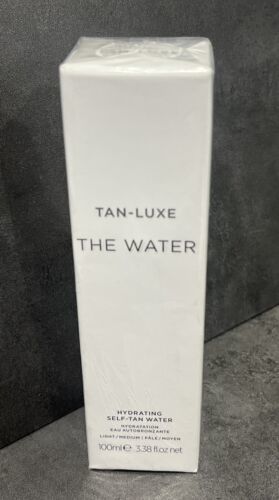 TAN-LUXE
THE WATER
HYDRATING
SELF-TAN WATER
HYDRATATION
EAU AUTOBRONZANTE
LIGHT/MEDIUM | PÂLE/MOYEN
100ml℮ 3.38 fl.oz net